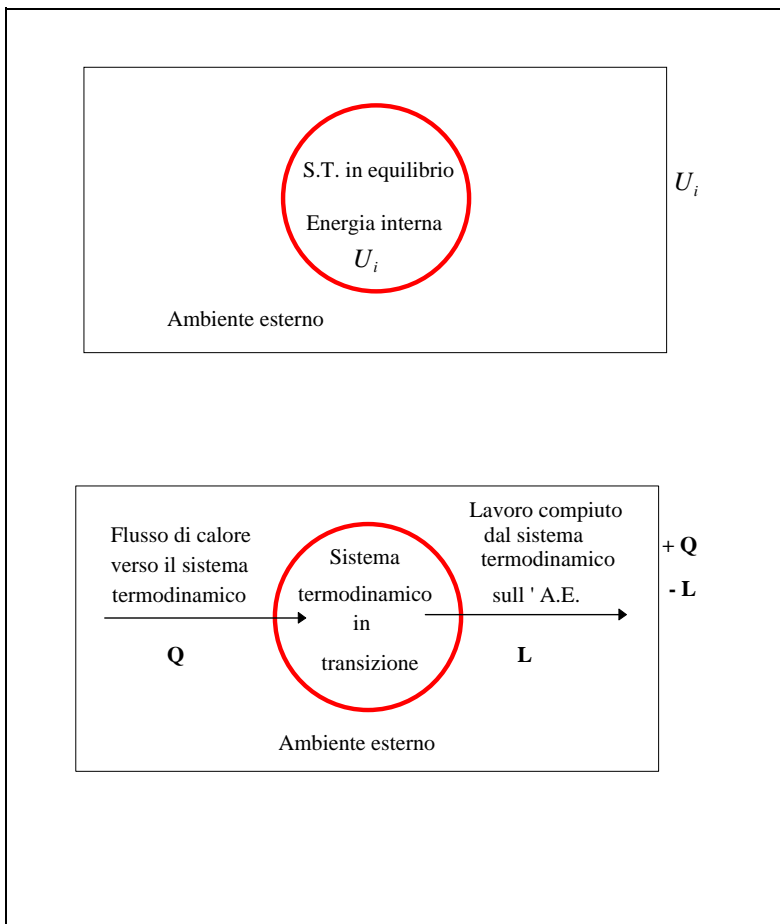 S.T. in equilibrio
Energia interna
U_i
Ambiente esterno
U_i
Flusso di calore
verso il sistema
termodinamico
Q
Sistema
termodinamico
in
transizione
Lavoro compiuto
dal sistema
termodinamico
sull ' A.E.
L
+ Q
- L
Ambiente esterno